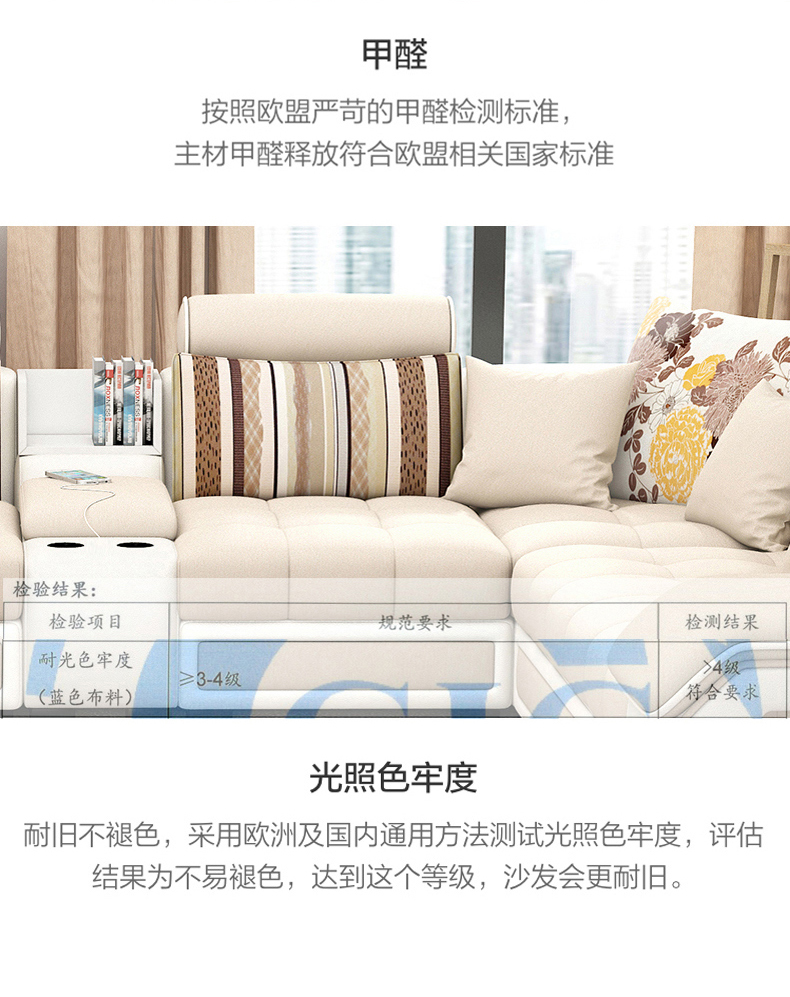 甲醛
按照欧盟严苛的甲醛检测标准，
主材甲醛释放符合欧盟相关国家标准
检验结果：
检验项目 规范要求 检测结果
耐光色牢度
（蓝色布料） ≥3-4级 >4级
符合要求
光照色牢度
耐旧不褪色，采用欧洲及国内通用方法测试光照色牢度，评估
结果为不易褪色，达到这个等级，沙发会更耐旧。